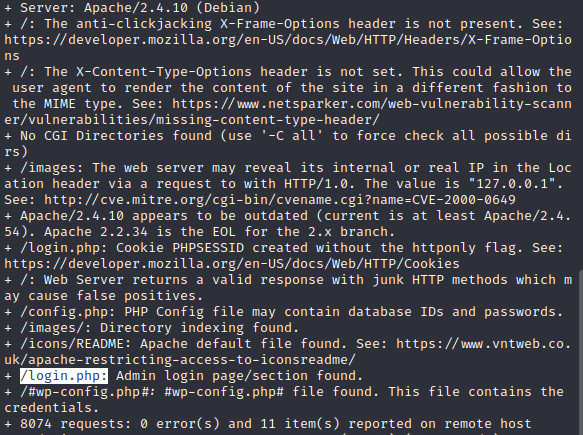 + Server: Apache/2.4.10 (Debian)
+ /: The anti-clickjacking X-Frame-Options header is not present. See:
https://developer.mozilla.org/en-US/docs/Web/HTTP/Headers/X-Frame-Optio
ns
+ /: The X-Content-Type-Options header is not set. This could allow the
 user agent to render the content of the site in a different fashion to
 the MIME type. See: https://www.netsparker.com/web-vulnerability-scann
er/vulnerabilities/missing-content-type-header/
+ No CGI Directories found (use '-C all' to force check all possible di
rs)
+ /images: The web server may reveal its internal or real IP in the Loc
ation header via a request to with HTTP/1.0. The value is "127.0.0.1".
See: http://cve.mitre.org/cgi-bin/cvename.cgi?name=CVE-2000-0649
+ Apache/2.4.10 appears to be outdated (current is at least Apache/2.4.
54). Apache 2.2.34 is the EOL for the 2.x branch.
+ /login.php: Cookie PHPSESSID created without the httponly flag. See:
https://developer.mozilla.org/en-US/docs/Web/HTTP/Cookies
+ /: Web Server returns a valid response with junk HTTP methods which m
ay cause false positives.
+ /config.php: PHP Config file may contain database IDs and passwords.
+ /images/: Directory indexing found.
+ /icons/README: Apache default file found. See: https://www.vntweb.co.
uk/apache-restricting-access-to-iconsreadme/
+ /login.php: Admin login page/section found.
+ /#wp-config.php#: #wp-config.php# file found. This file contains the
credentials.
+ 8074 requests: 0 error(s) and 11 item(s) reported on remote host